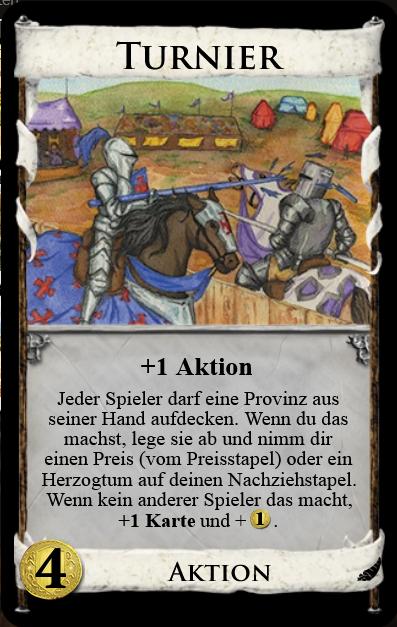 TURNIER
+1 Aktion
Jeder Spieler darf eine Provinz aus
seiner Hand aufdecken. Wenn du das
machst, lege sie ab und nimm dir
einen Preis (vom Preisstapel) oder ein
Herzogtum auf deinen Nachziehstapel.
Wenn kein anderer Spieler das macht,
+1 Karte und + 1 .
4
AKTION